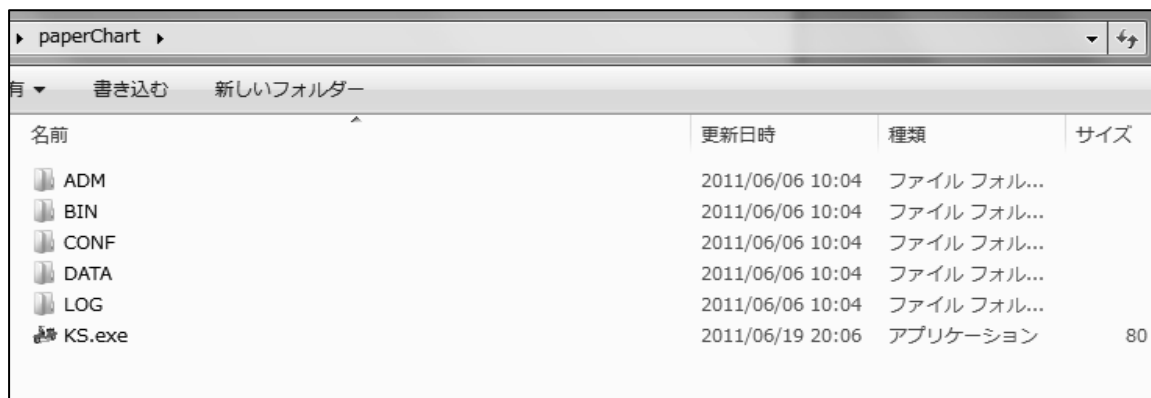 paperChart
有 書き込む 新しいフォルダー
名前 更新日時 種類 サイズ
ADM 2011/06/06 10:04 ファイル フォル...
BIN 2011/06/06 10:04 ファイル フォル...
CONF 2011/06/06 10:04 ファイル フォル...
DATA 2011/06/06 10:04 ファイル フォル...
LOG 2011/06/06 10:04 ファイル フォル...
KS.exe 2011/06/19 20:06 アプリケーション 80